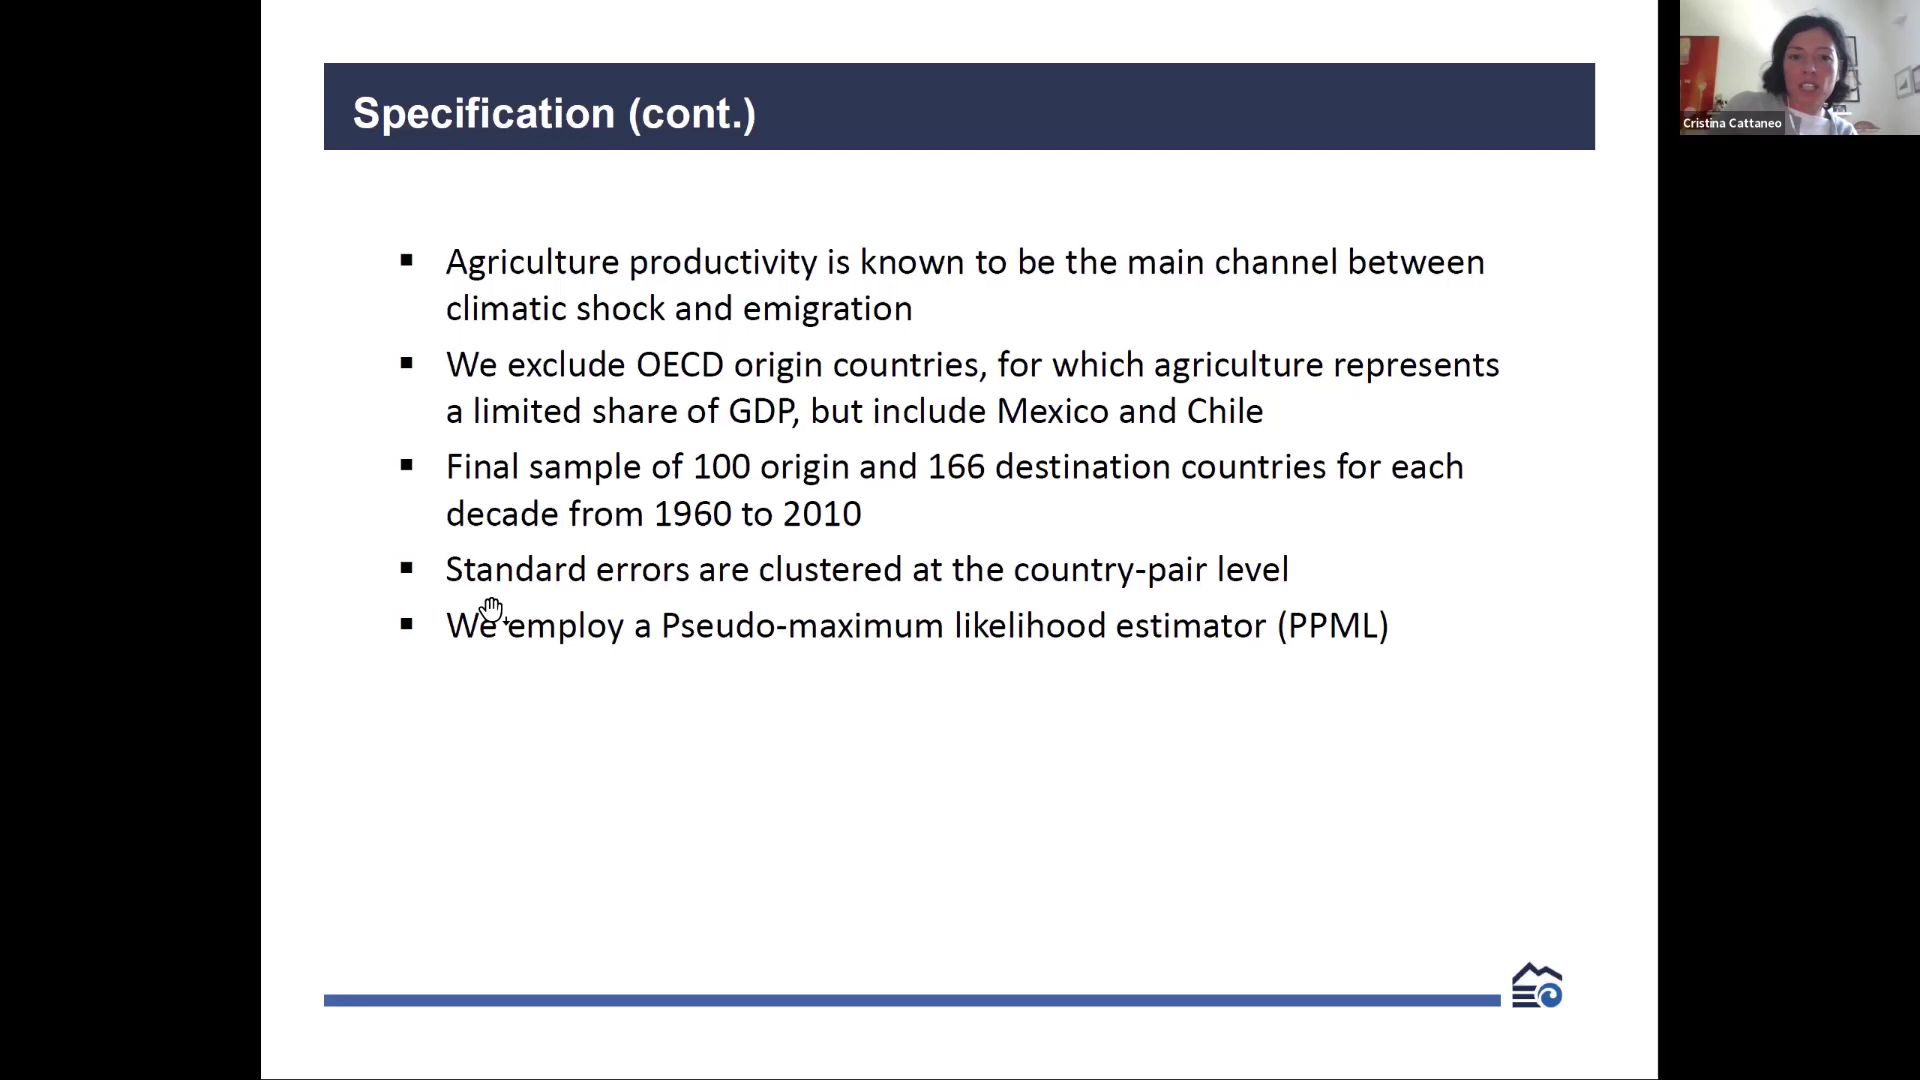 Specification (cont.)
Cristina Cattaneo
▪ Agriculture productivity is known to be the main channel between
climatic shock and emigration
▪ We exclude OECD origin countries, for which agriculture represents
a limited share of GDP, but include Mexico and Chile
▪ Final sample of 100 origin and 166 destination countries for each
decade from 1960 to 2010
▪ Standard errors are clustered at the country-pair level
▪ We employ a Pseudo-maximum likelihood estimator (PPML)